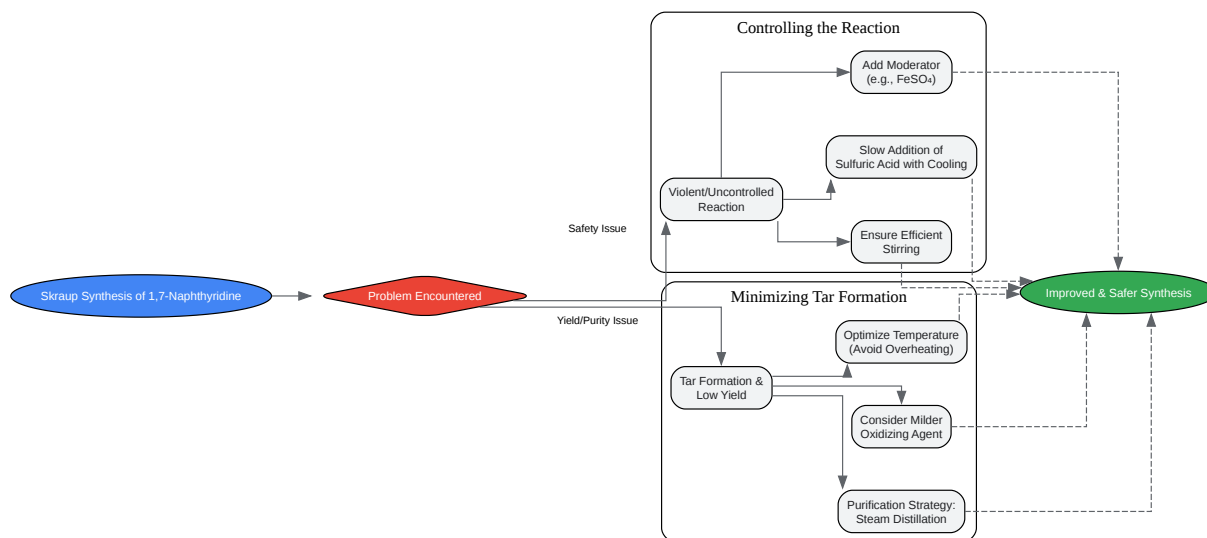 Controlling the Reaction
Add Moderator
(e.g., FeSO₄)
Slow Addition of
Sulfuric Acid with Cooling
Violent/Uncontrolled
Reaction
Ensure Efficient
Stirring
Safety Issue
Skraup Synthesis of 1,7-Naphthyridine
Problem Encountered
Improved & Safer Synthesis
Yield/Purity Issue
Minimizing Tar Formation
Optimize Temperature
(Avoid Overheating)
Tar Formation &
Low Yield
Consider Milder
Oxidizing Agent
Purification Strategy:
Steam Distillation